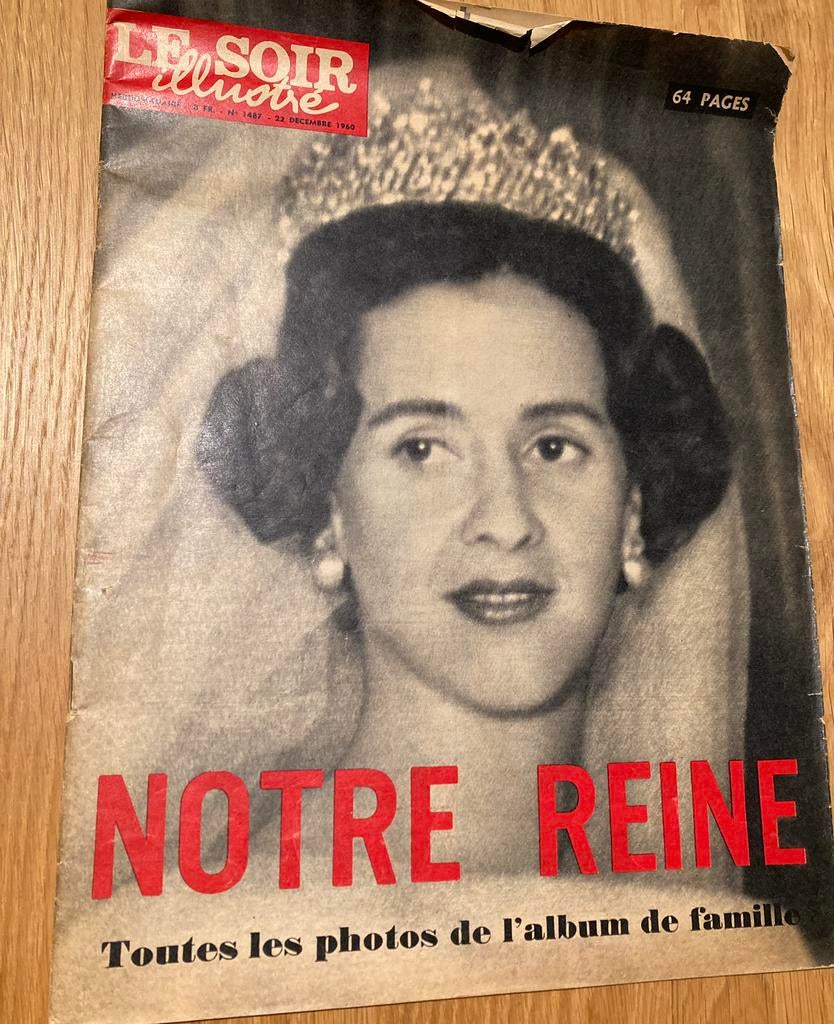 LE SOIR
illustré
HEBDOMADAIRE - 8 FR. - N° 1487 - 22 DECEMBRE 1960
64 PAGES
NOTRE REINE
Toutes les photos de l'album de famille